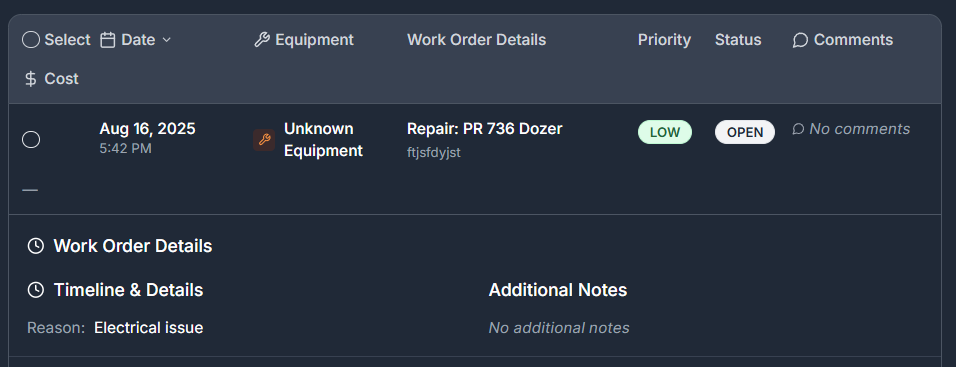 Select Date Equipment Work Order Details Priority Status Comments
$ Cost
Aug 16, 2025 Unknown Repair: PR 736 Dozer LOW OPEN No comments
5:42 PM Equipment ftjsfdyjst
—
Work Order Details
Timeline & Details Additional Notes
Reason: Electrical issue No additional notes